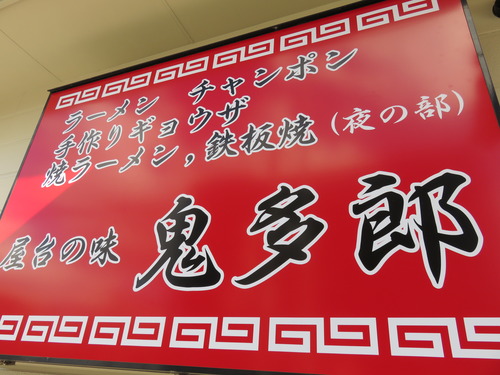 ラーメン　チャンポン
手作りギョウザ
焼ラーメン，鉄板焼（夜の部）
屋台の味　鬼多郎